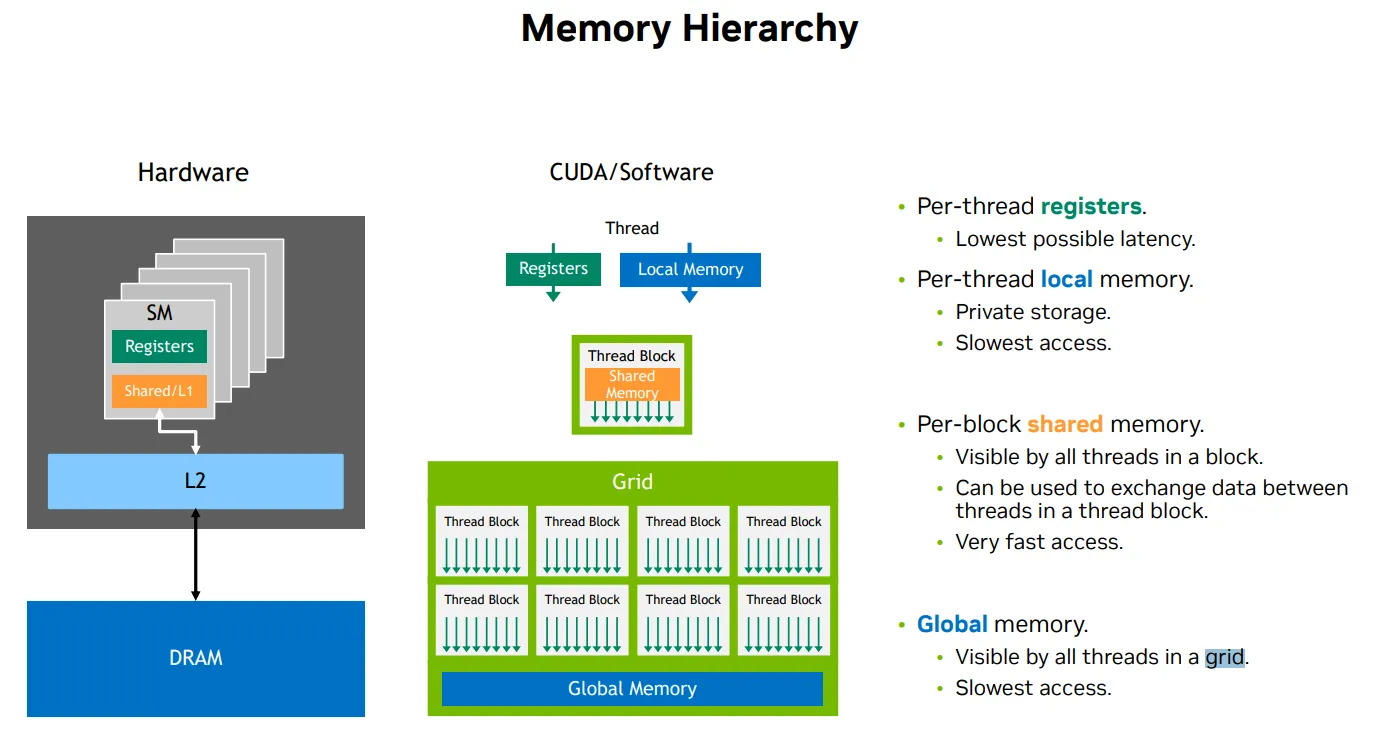 Memory Hierarchy
Hardware
SM
Registers
Shared/L1
L2
DRAM
CUDA/Software
Thread
Registers
Local Memory
Thread Block
Shared
Memory
Grid
Thread Block
Thread Block
Thread Block
Thread Block
Thread Block
Thread Block
Thread Block
Thread Block
Global Memory
• Per-thread registers.
• Lowest possible latency.
• Per-thread local memory.
• Private storage.
• Slowest access.
• Per-block shared memory.
• Visible by all threads in a block.
• Can be used to exchange data between
threads in a thread block.
• Very fast access.
• Global memory.
• Visible by all threads in a grid.
• Slowest access.